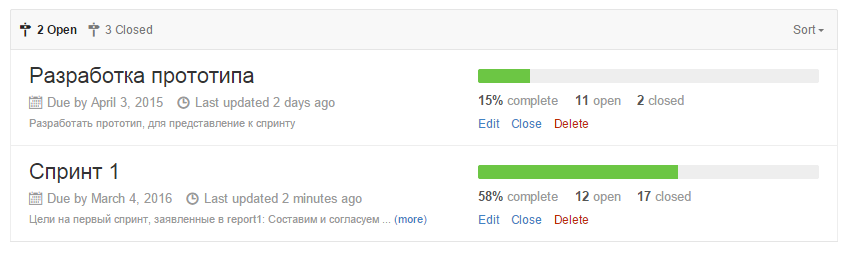 2 Open 3 Closed Sort
Разработка прототипа
Due by April 3, 2015 Last updated 2 days ago
Разработать прототип, для представление к спринту
15% complete 11 open 2 closed
Edit Close Delete
Спринт 1
Due by March 4, 2016 Last updated 2 minutes ago
Цели на первый спринт, заявленные в report1: Составим и согласуем ... (more)
58% complete 12 open 17 closed
Edit Close Delete